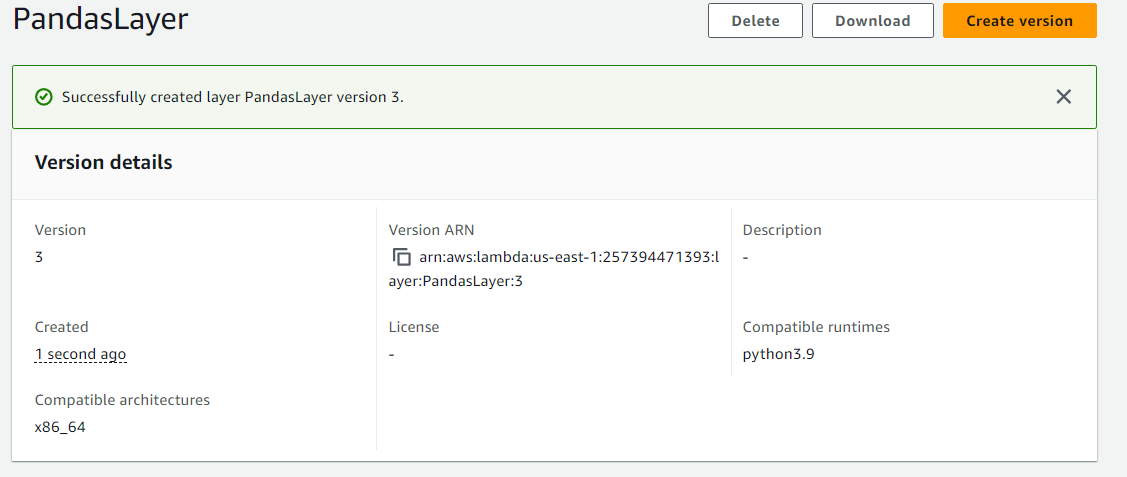 PandasLayer
Delete
Download
Create version
Successfully created layer PandasLayer version 3.
Version details
Version
3
Version ARN
arn:aws:lambda:us-east-1:257394471393:l
ayer:PandasLayer:3
Description
-
Created
1 second ago
License
-
Compatible runtimes
python3.9
Compatible architectures
x86_64